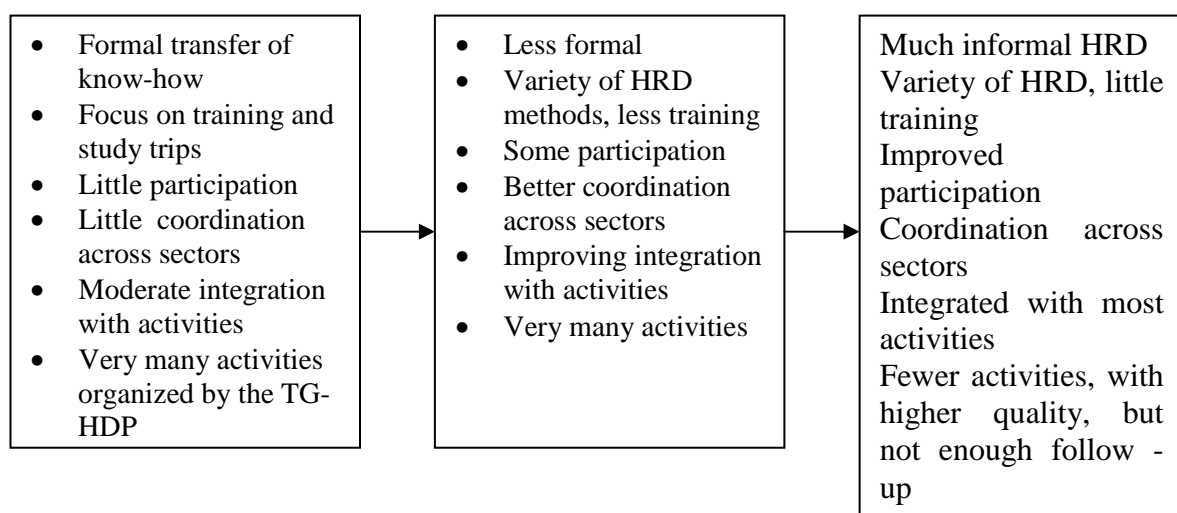 • Formal transfer of
know-how
• Focus on training and
study trips
• Little participation
• Little coordination
across sectors
• Moderate integration
with activities
• Very many activities
organized by the TG-
HDP
• Less formal
• Variety of HRD
methods, less training
• Some participation
• Better coordination
across sectors
• Improving integration
with activities
• Very many activities
Much informal HRD
Variety of HRD, little
training
Improved
participation
Coordination across
sectors
Integrated with most
activities
Fewer activities, with
higher quality, but
not enough follow -
up